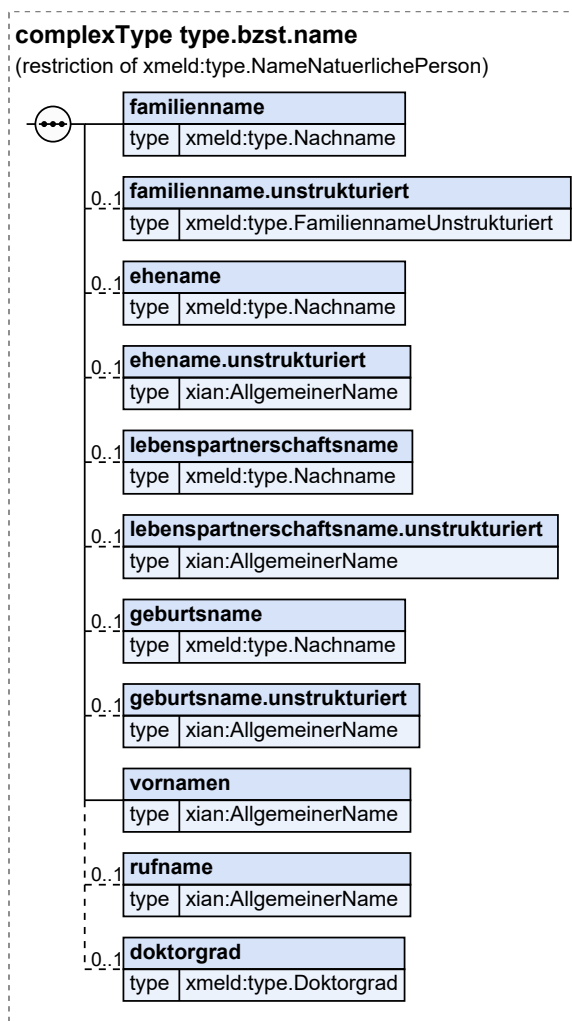 complexType type.bzst.name
(restriction of xmeld:type.NameNatuerlichePerson)
familienname
type xmeld:type.Nachname
0..1 familienname.unstrukturiert
type xmeld:type.FamiliennameUnstrukturiert
0..1 ehename
type xmeld:type.Nachname
0..1 ehename.unstrukturiert
type xian:AllgemeinerName
0..1 lebenspartnerschaftsname
type xmeld:type.Nachname
0..1 lebenspartnerschaftsname.unstrukturiert
type xian:AllgemeinerName
0..1 geburtsname
type xmeld:type.Nachname
0..1 geburtsname.unstrukturiert
type xian:AllgemeinerName
vornamen
type xian:AllgemeinerName
0..1 rufname
type xian:AllgemeinerName
0..1 doktorgrad
type xmeld:type.Doktorgrad